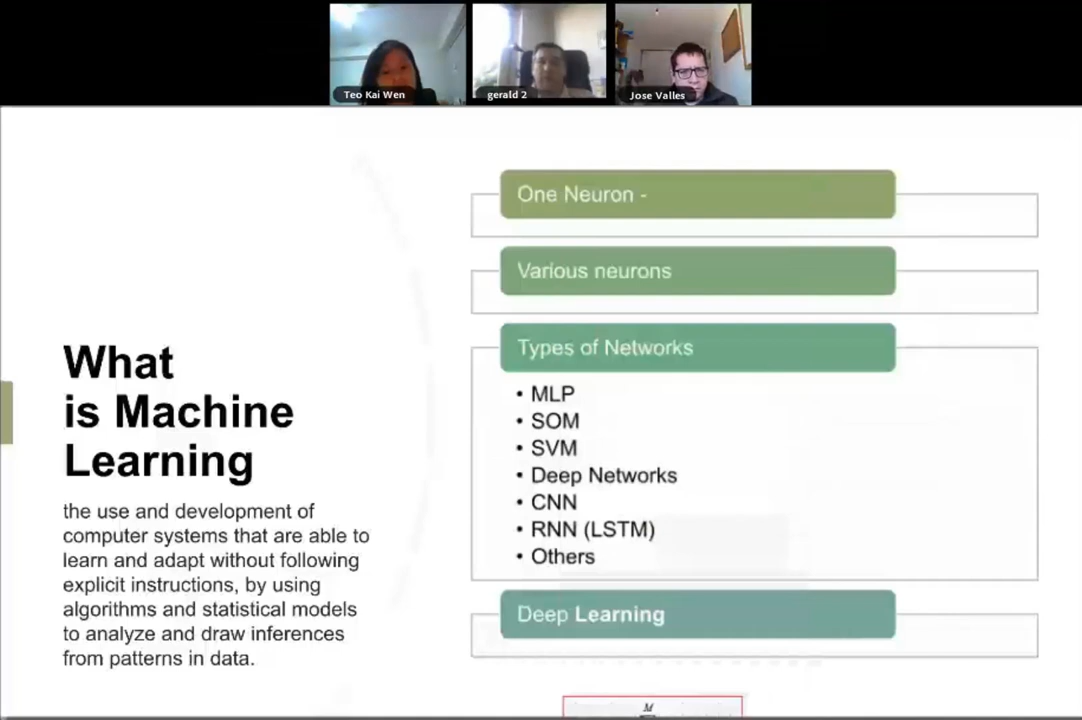 Teo Kai Wen
gerald 2
Jose Valles
What
is Machine
Learning
the use and development of
computer systems that are able to
learn and adapt without following
explicit instructions, by using
algorithms and statistical models
to analyze and draw inferences
from patterns in data.
One Neuron -
Various neurons
Types of Networks
• MLP
• SOM
• SVM
• Deep Networks
• CNN
• RNN (LSTM)
• Others
Deep Learning
M